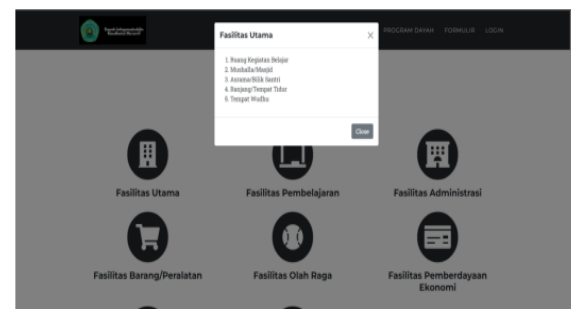 PROGRAM DAYAH FORMULIR LOGIN
Fasilitas Utama X
1. Ruang Kegiatan Belajar
2. Musholla/Masjid
3. Asrama/Bilik Santri
4. Ranjang/Tempat Tidur
5. Tempat Wudhu
Close
Fasilitas Utama
Fasilitas Pembelajaran
Fasilitas Administrasi
Fasilitas Barang/Peralatan
Fasilitas Olah Raga
Fasilitas Pemberdayaan
Ekonomi